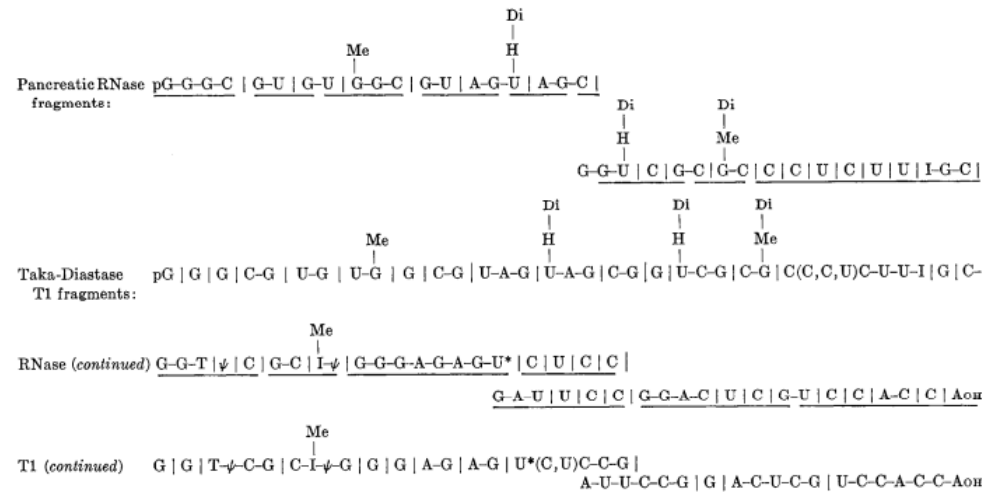 Di
Me H
Pancreatic RNase pG–G–G–C | G–U | G–U | G–G–C | G–U | A–G–U | A–G–C |
fragments:
Di Di
H Me
G–G–U | C | G–C | G–C | C | C | U | C | U | U | I–G–C |
Di Di Di
Me H H Me
Taka-Diastase pG | G | G | C–G | U–G | U–G | G | C–G | U–A–G | U–A–G | C–G | G | U–C–G | C–G | C(C,C,U)C–U–U–I | G | C–
T1 fragments:
Me
RNase (continued) G–G–T | ψ | C | G–C | I–ψ | G–G–G–A–G–A–G–U* | C | U | C | C |
G–A–U | U | C | C | G–G–A–C | U | C | G–U | C | C | A–C | C | AOH
Me
T1 (continued) G | G | T–ψ–C–G | C–I–ψ–G | G | G | A–G | A–G | U*(C,U)C–C–G |
A–U–U–C–C–G | G | A–C–U–C–G | U–C–C–A–C–C–AOH